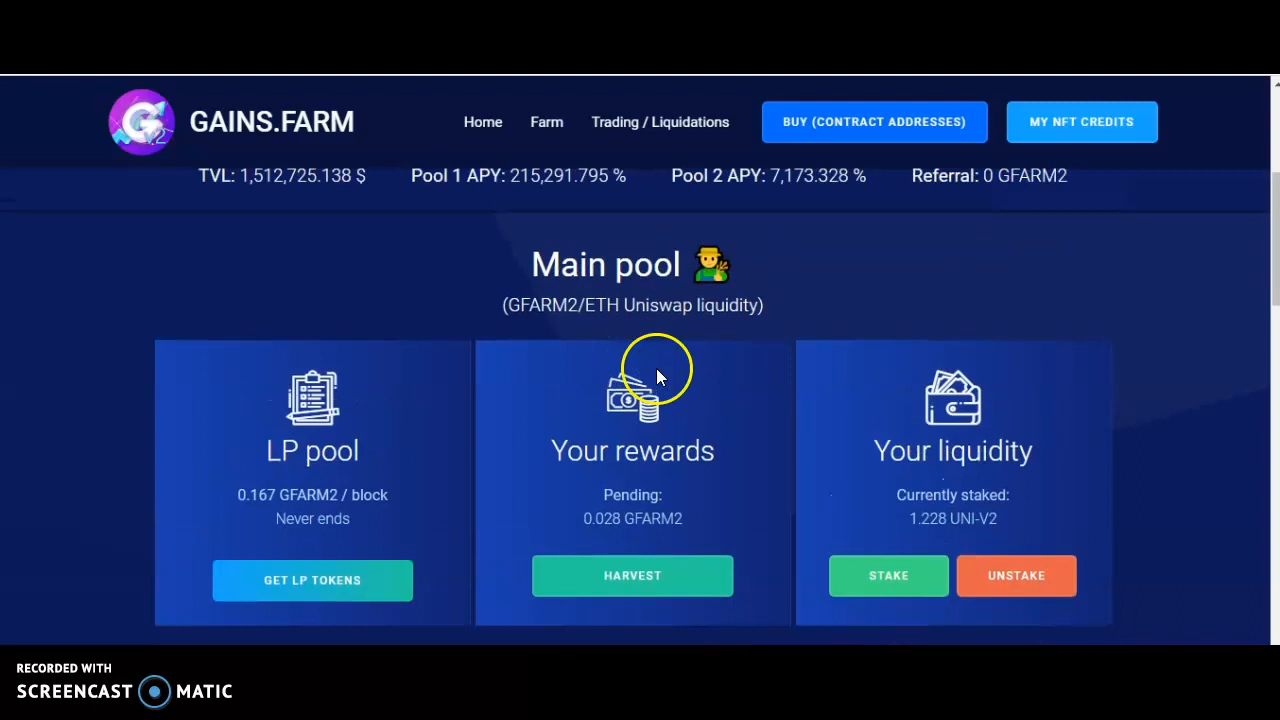 GAINS.FARM
Home Farm Trading / Liquidations BUY (CONTRACT ADDRESSES) MY NFT CREDITS
TVL: 1,512,725.138 $ Pool 1 APY: 215,291.795 % Pool 2 APY: 7,173.328 % Referral: 0 GFARM2
Main pool
(GFARM2/ETH Uniswap liquidity)
LP pool
0.167 GFARM2 / block
Never ends
GET LP TOKENS
Your rewards
Pending:
0.028 GFARM2
HARVEST
Your liquidity
Currently staked:
1.228 UNI-V2
STAKE UNSTAKE
RECORDED WITH
SCREENCAST MATIC